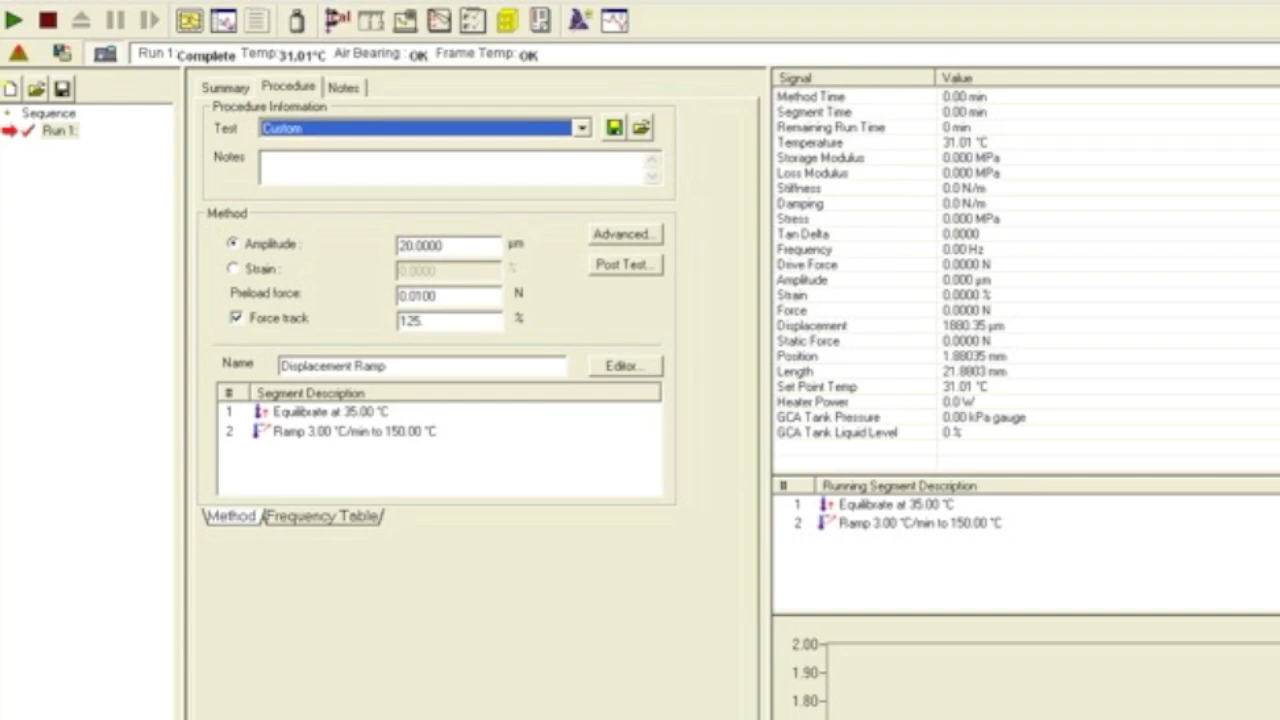 Run 1: Complete Temp: 31.01°C Air Bearing : OK Frame Temp: OK
Sequence
Run 1:
Summary Procedure Notes
Procedure Information
Test Custom
Notes
Method
Amplitude : 20.0000 µm Advanced...
Strain : 0.0000 % Post Test...
Preload force: 0.0100 N
Force track 125. %
Name Displacement Ramp Editor...
# Segment Description
1 Equilibrate at 35.00 °C
2 Ramp 3.00 °C/min to 150.00 °C
Method Frequency Table
Signal Value
Method Time 0.00 min
Segment Time 0.00 min
Remaining Run Time 0 min
Temperature 31.01 °C
Storage Modulus 0.000 MPa
Loss Modulus 0.000 MPa
Stiffness 0.0 N/m
Damping 0.0 N/m
Stress 0.000 MPa
Tan Delta 0.0000
Frequency 0.00 Hz
Drive Force 0.0000 N
Amplitude 0.000 µm
Strain 0.0000 %
Force 0.0000 N
Displacement 1880.35 µm
Static Force 0.0000 N
Position 1.88035 mm
Length 21.8803 mm
Set Point Temp 31.01 °C
Heater Power 0.0 W
GCA Tank Pressure 0.00 kPa gauge
GCA Tank Liquid Level 0 %
# Running Segment Description
1 Equilibrate at 35.00 °C
2 Ramp 3.00 °C/min to 150.00 °C
2.00
1.90
1.80